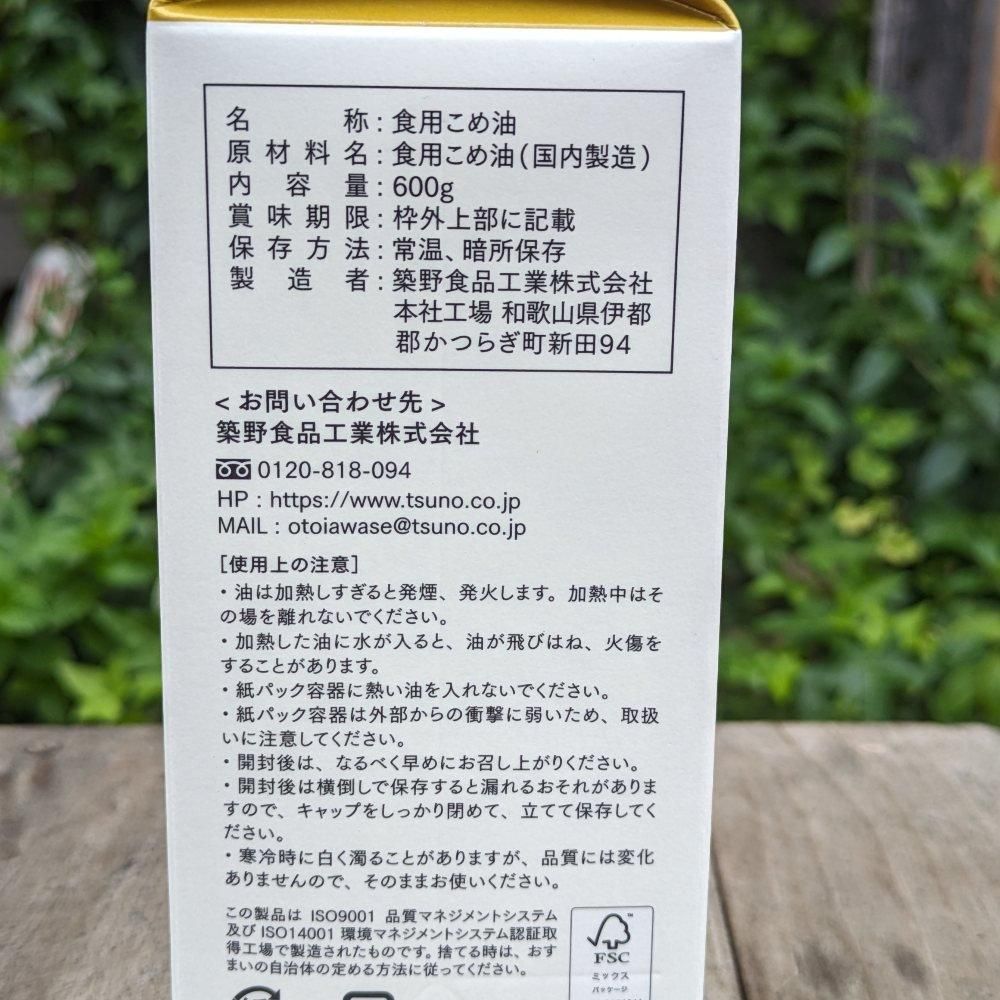 名称:食用こめ油
原材料名:食用こめ油(国内製造)
内容量:600g
賞味期限:枠外上部に記載
保存方法:常温、暗所保存
製造者:築野食品工業株式会社
本社工場 和歌山県伊都
郡かつらぎ町新田94
<お問い合わせ先>
築野食品工業株式会社
0120-818-094
HP : https://www.tsuno.co.jp
MAIL : otoiawase@tsuno.co.jp
[使用上の注意]
・油は加熱しすぎると発煙、発火します。加熱中はそ
の場を離れないでください。
・加熱した油に水が入ると、油が飛びはね、火傷を
することがあります。
・紙パック容器に熱い油を入れないでください。
・紙パック容器は外部からの衝撃に弱いため、取扱
いに注意してください。
・開封後は、なるべく早めにお召し上がりください。
・開封後は横倒しで保存すると漏れるおそれがありま
すので、キャップをしっかり閉めて、立てて保存してく
ださい。
・寒冷時に白く濁ることがありますが、品質には変化
ありませんので、そのままお使いください。
この製品は ISO9001 品質マネジメントシステム
及び ISO14001 環境マネジメントシステム認証取
得工場で製造されたものです。捨てる時は、おす
まいの自治体の定める方法に従ってください。
TM
FSC
ミックス
パッケージ